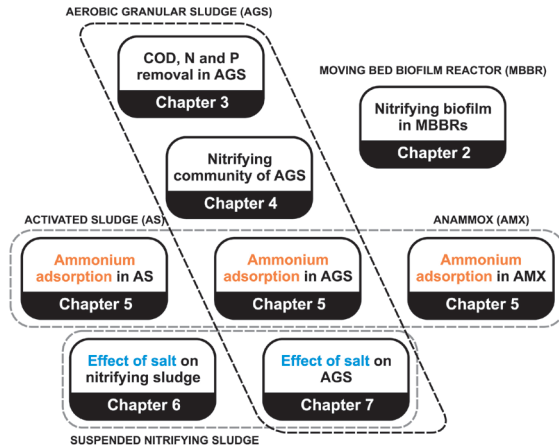 AEROBIC GRANULAR SLUDGE (AGS)
COD, N and P
removal in AGS
Chapter 3
MOVING BED BIOFILM REACTOR (MBBR)
Nitrifying biofilm
in MBBRs
Chapter 2
Nitrifying
community of AGS
Chapter 4
ACTIVATED SLUDGE (AS)
ANAMMOX (AMX)
Ammonium
adsorption in AS
Chapter 5
Ammonium
adsorption in AGS
Chapter 5
Ammonium
adsorption in AMX
Chapter 5
Effect of salt on
nitrifying sludge
Chapter 6
Effect of salt on
AGS
Chapter 7
SUSPENDED NITRIFYING SLUDGE